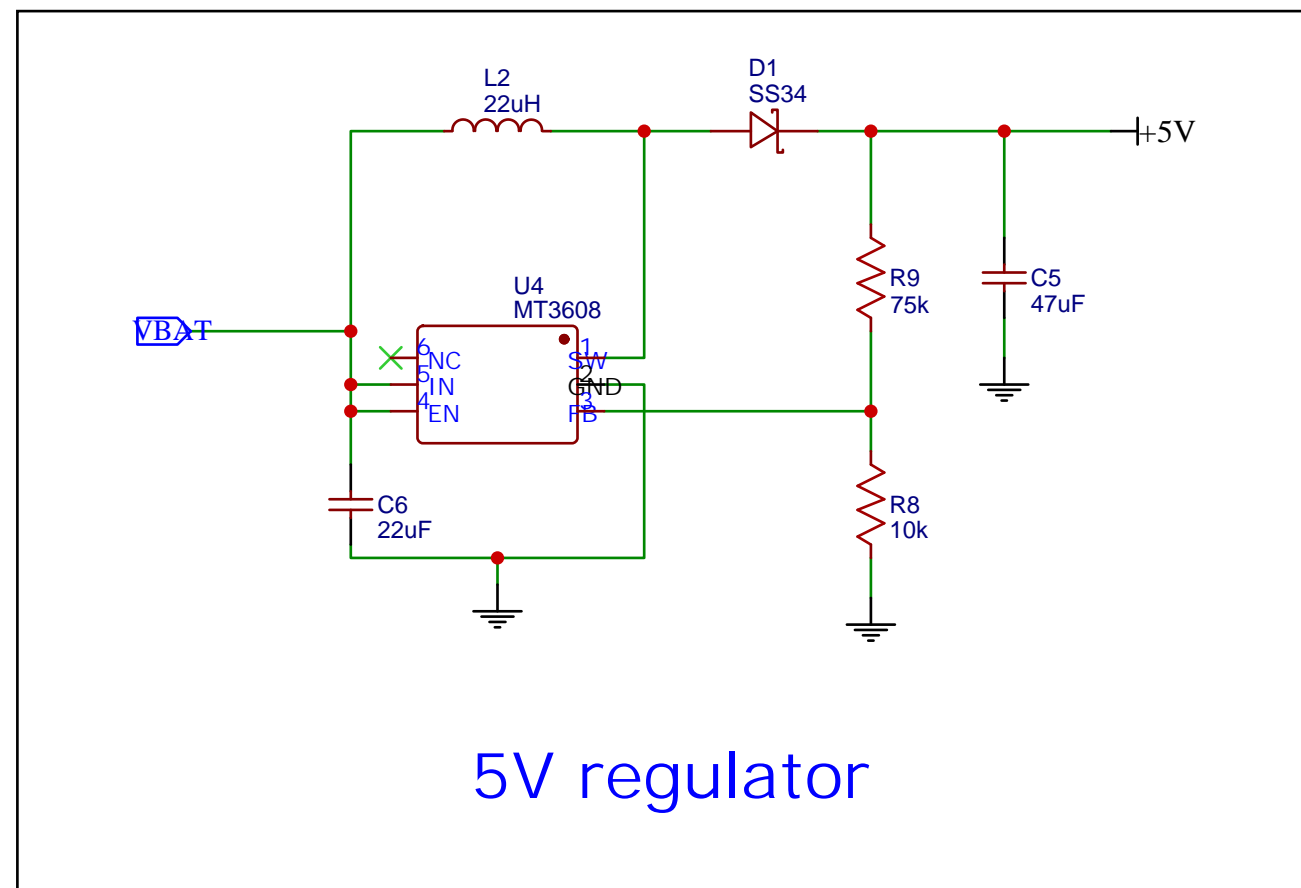 D1
SS34
L2
22uH
+5V
U4
MT3608
R9
75k
C5
47uF
VBAT
6
NC
1
SW
5
IN
2
GND
4
EN
3
FB
C6
22uF
R8
10k
5V regulator